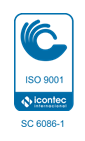 ISO 9001
icontec
internacional
SC 6086-1